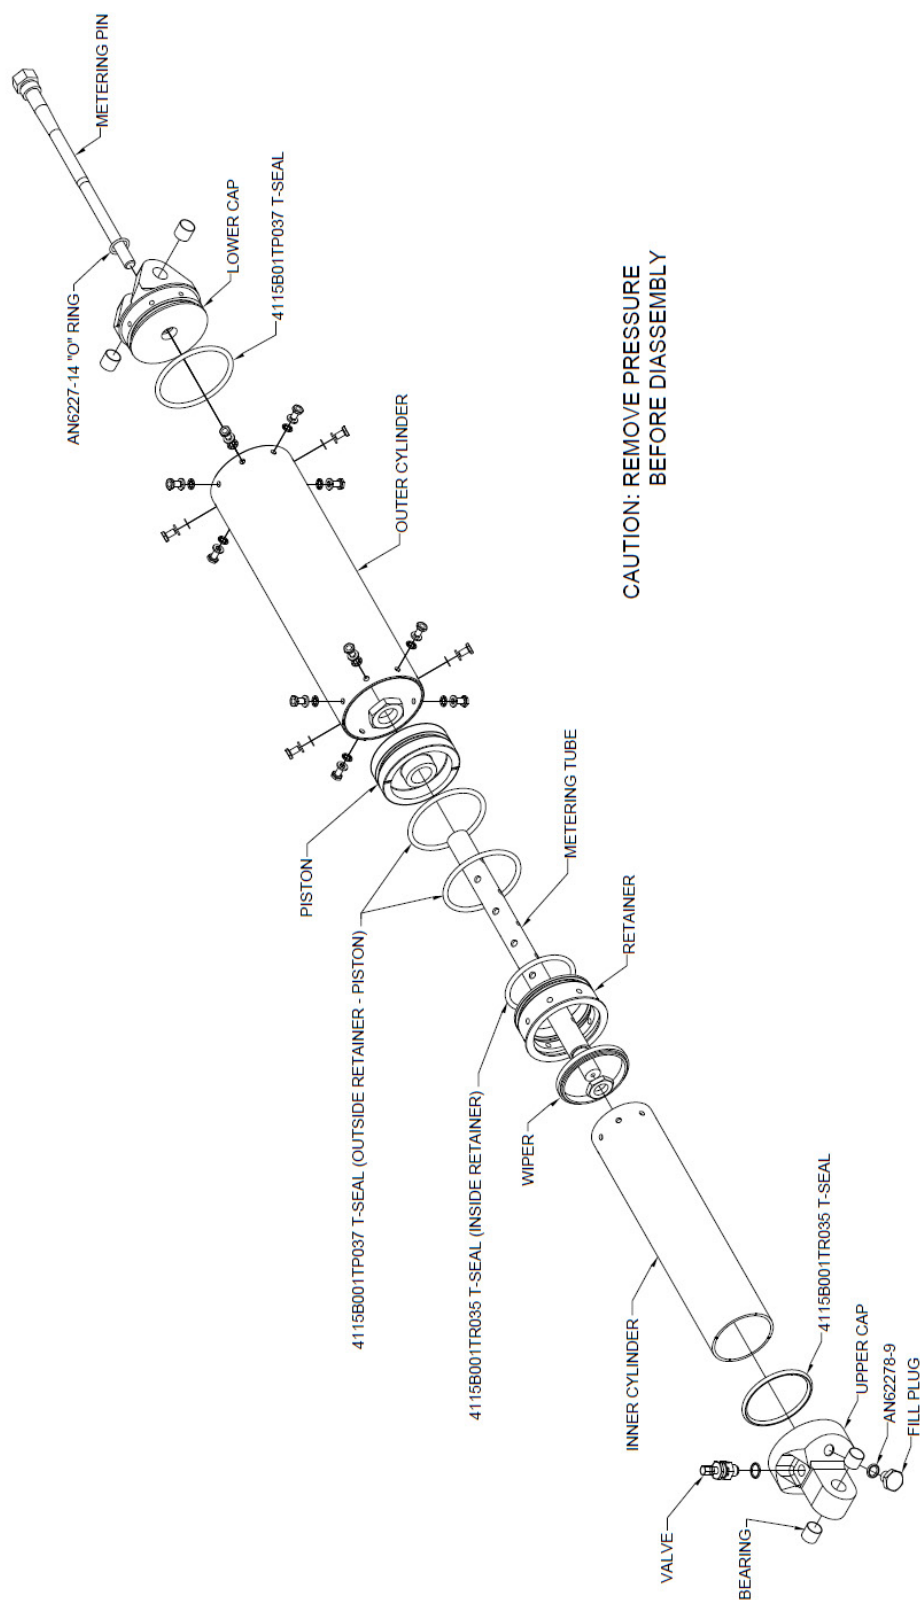 METERING PIN
AN6227-14 "O" RING
LOWER CAP
4115B01TP037 T-SEAL
OUTER CYLINDER
CAUTION: REMOVE PRESSURE
BEFORE DIASSEMBLY
PISTON
4115B001TP037 T-SEAL (OUTSIDE RETAINER - PISTON)
METERING TUBE
RETAINER
4115B001TR035 T-SEAL (INSIDE RETAINER)
WIPER
INNER CYLINDER
4115B001TR035 T-SEAL
UPPER CAP
AN62278-9
FILL PLUG
VALVE
BEARING